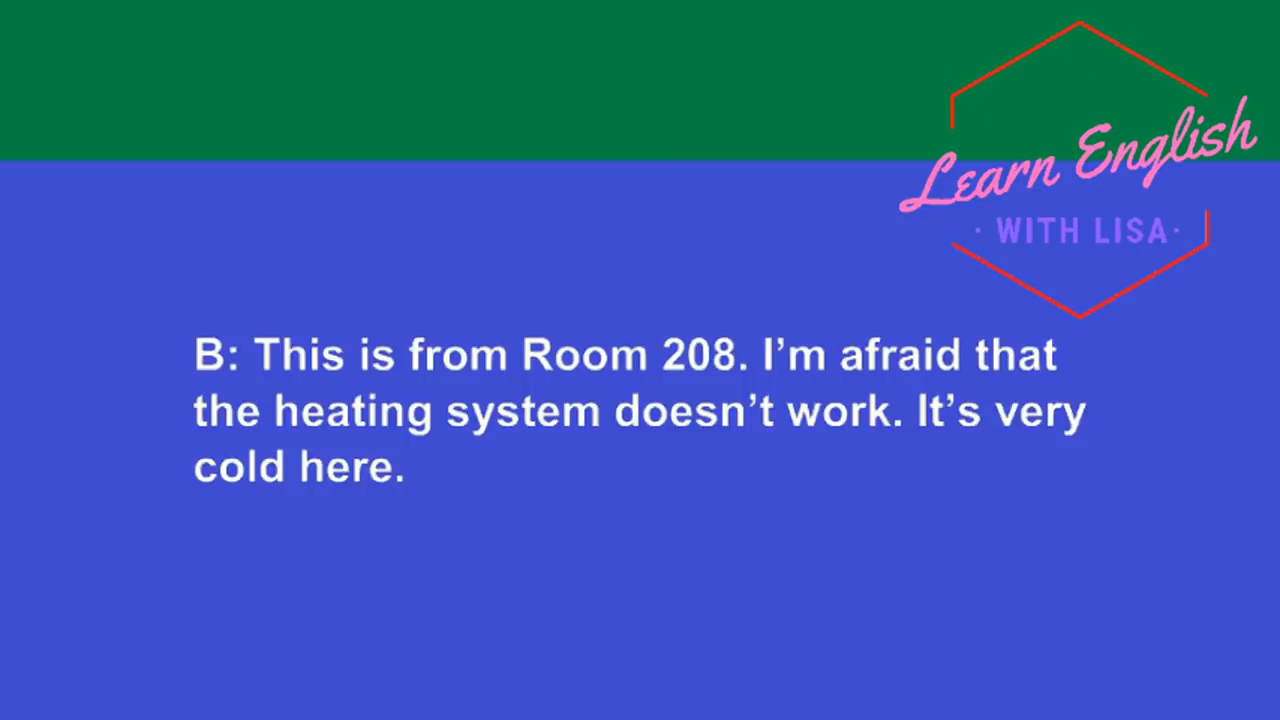 Learn English
· WITH LISA·
B: This is from Room 208. I’m afraid that
the heating system doesn’t work. It’s very
cold here.